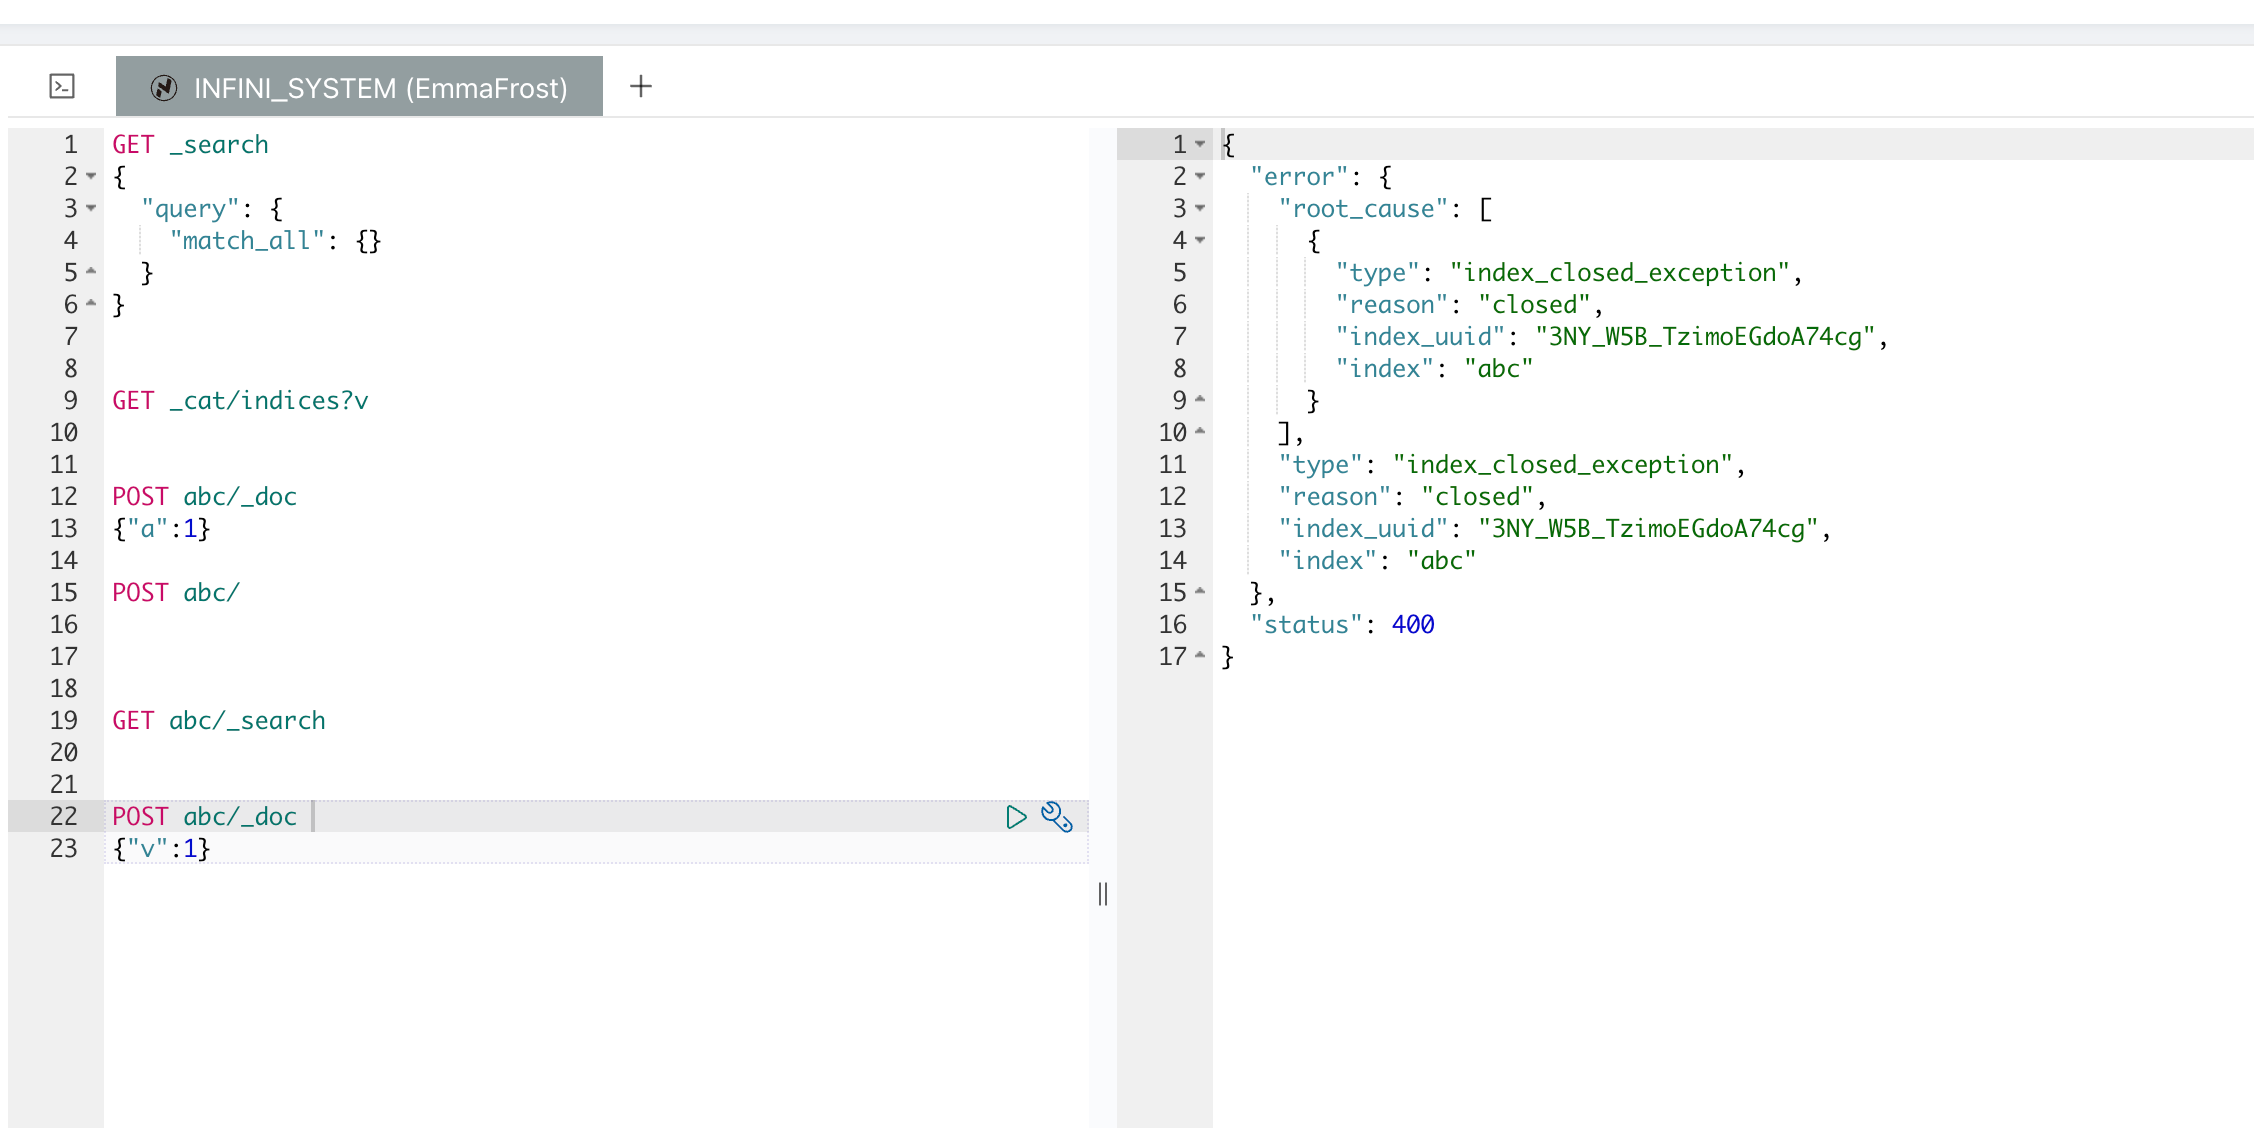 INFINI_SYSTEM (EmmaFrost)
1 GET _search
2 {
3   "query": {
4     "match_all": {}
5   }
6 }
7
8
9 GET _cat/indices?v
10
11
12 POST abc/_doc
13 {"a":1}
14
15 POST abc/
16
17
18
19 GET abc/_search
20
21
22 POST abc/_doc
23 {"v":1}
1 {
2   "error": {
3     "root_cause": [
4       {
5         "type": "index_closed_exception",
6         "reason": "closed",
7         "index_uuid": "3NY_W5B_TzimoEGdoA74cg",
8         "index": "abc"
9       }
10     ],
11     "type": "index_closed_exception",
12     "reason": "closed",
13     "index_uuid": "3NY_W5B_TzimoEGdoA74cg",
14     "index": "abc"
15   },
16   "status": 400
17 }